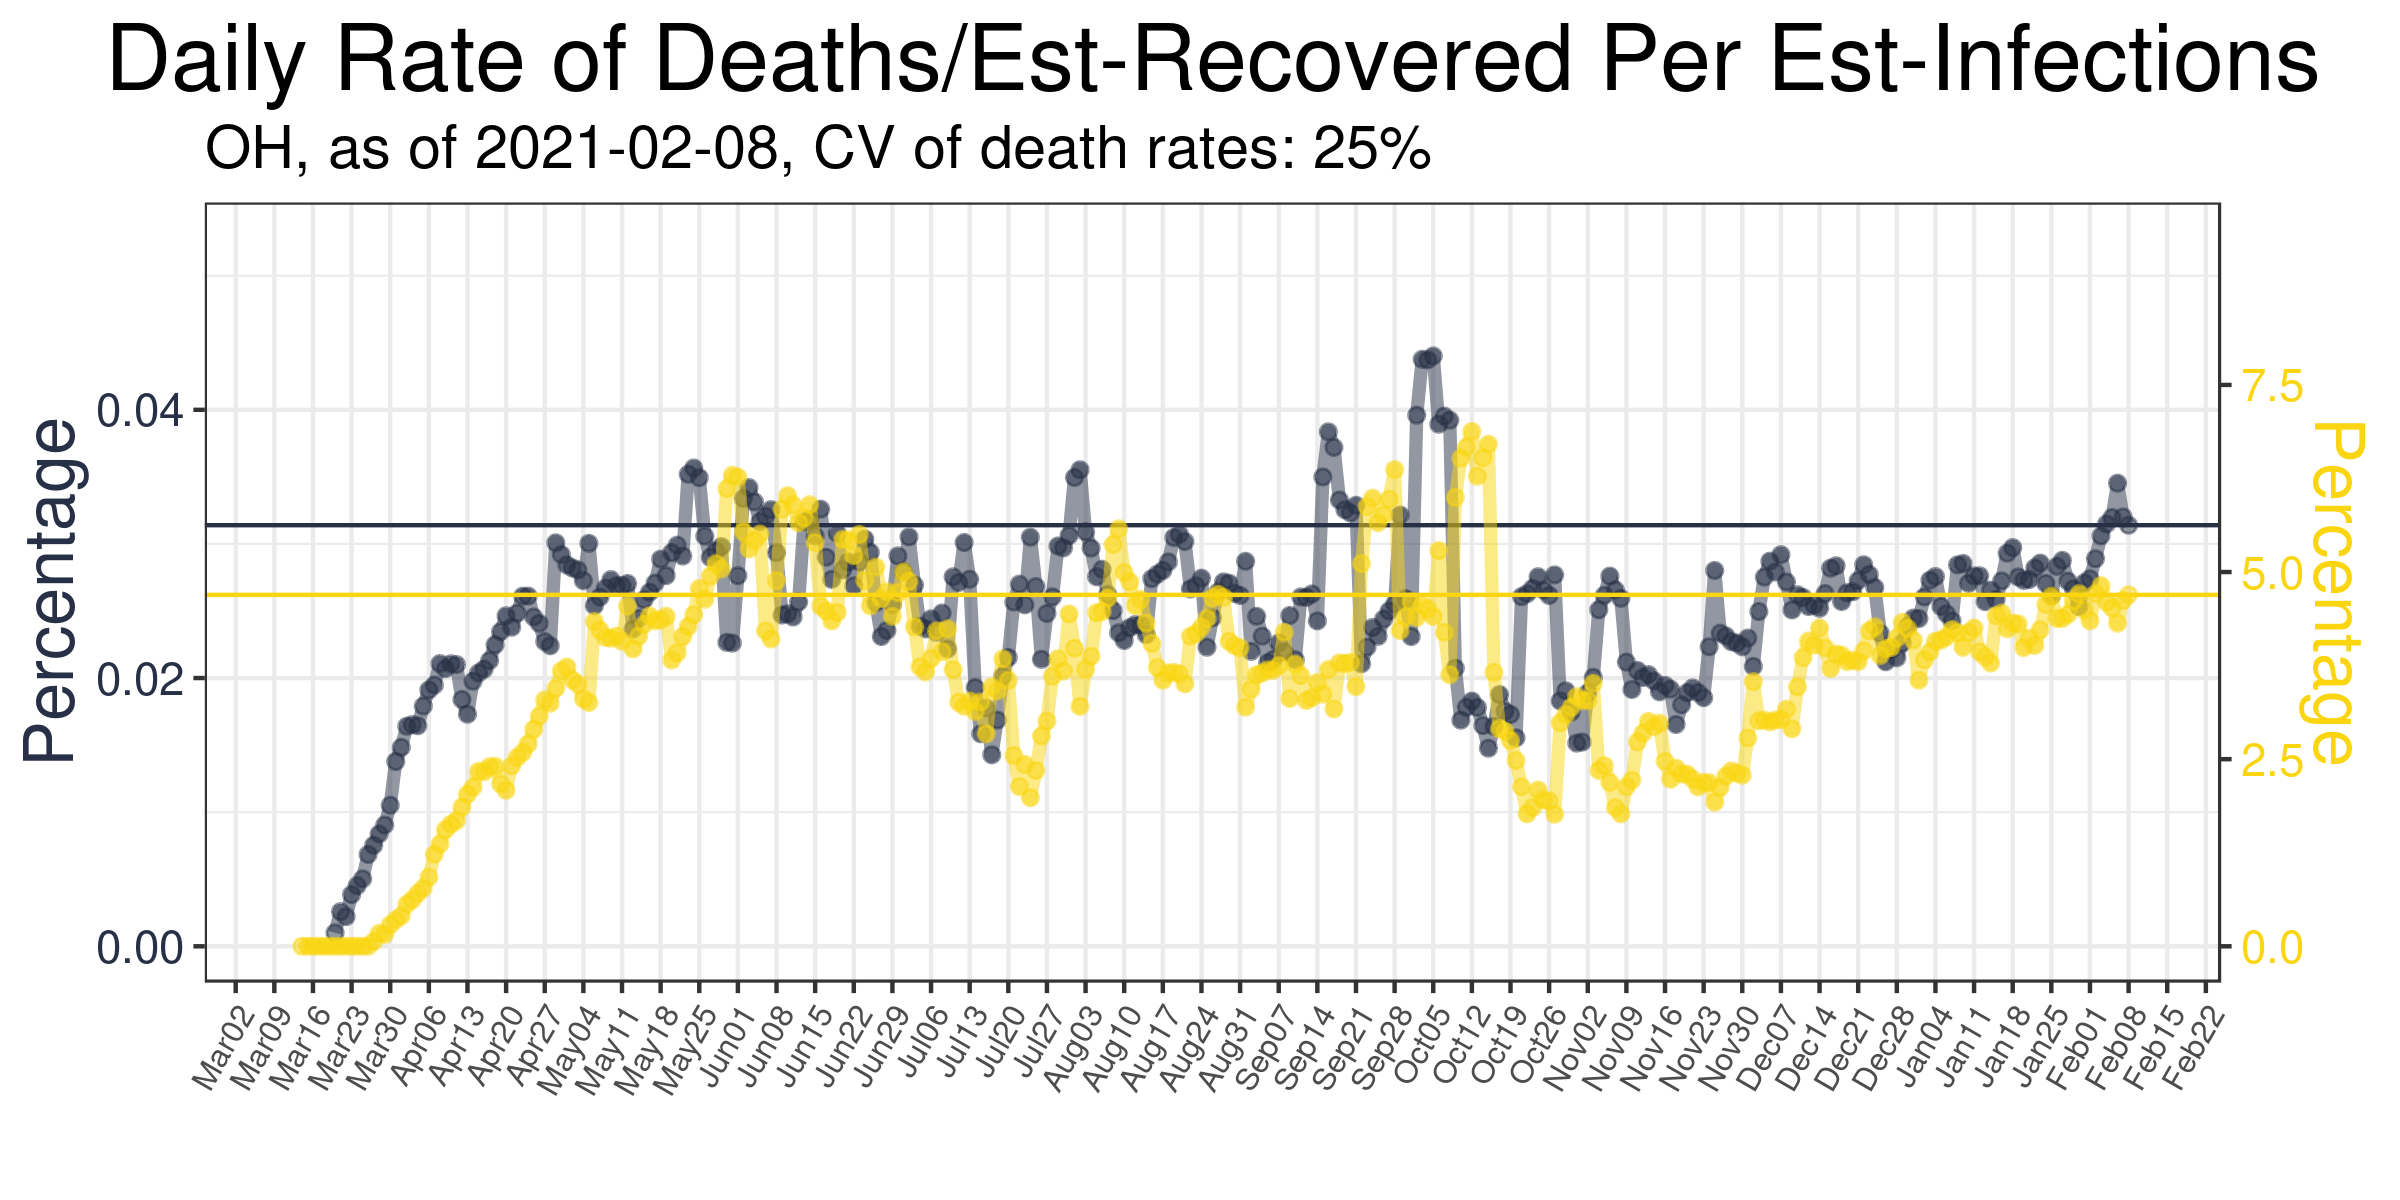 Daily Rate of Deaths/Est-Recovered Per Est-Infections
OH, as of 2021-02-08, CV of death rates: 25%
Percentage
0.04
0.02
0.00
7.5
5.0
2.5
0.0
Percentage
Mar02
Mar09
Mar16
Mar23
Mar30
Apr06
Apr13
Apr20
Apr27
May04
May11
May18
May25
Jun01
Jun08
Jun15
Jun22
Jun29
Jul06
Jul13
Jul20
Jul27
Aug03
Aug10
Aug17
Aug24
Aug31
Sep07
Sep14
Sep21
Sep28
Oct05
Oct12
Oct19
Oct26
Nov02
Nov09
Nov16
Nov23
Nov30
Dec07
Dec14
Dec21
Dec28
Jan04
Jan11
Jan18
Jan25
Feb01
Feb08
Feb15
Feb22